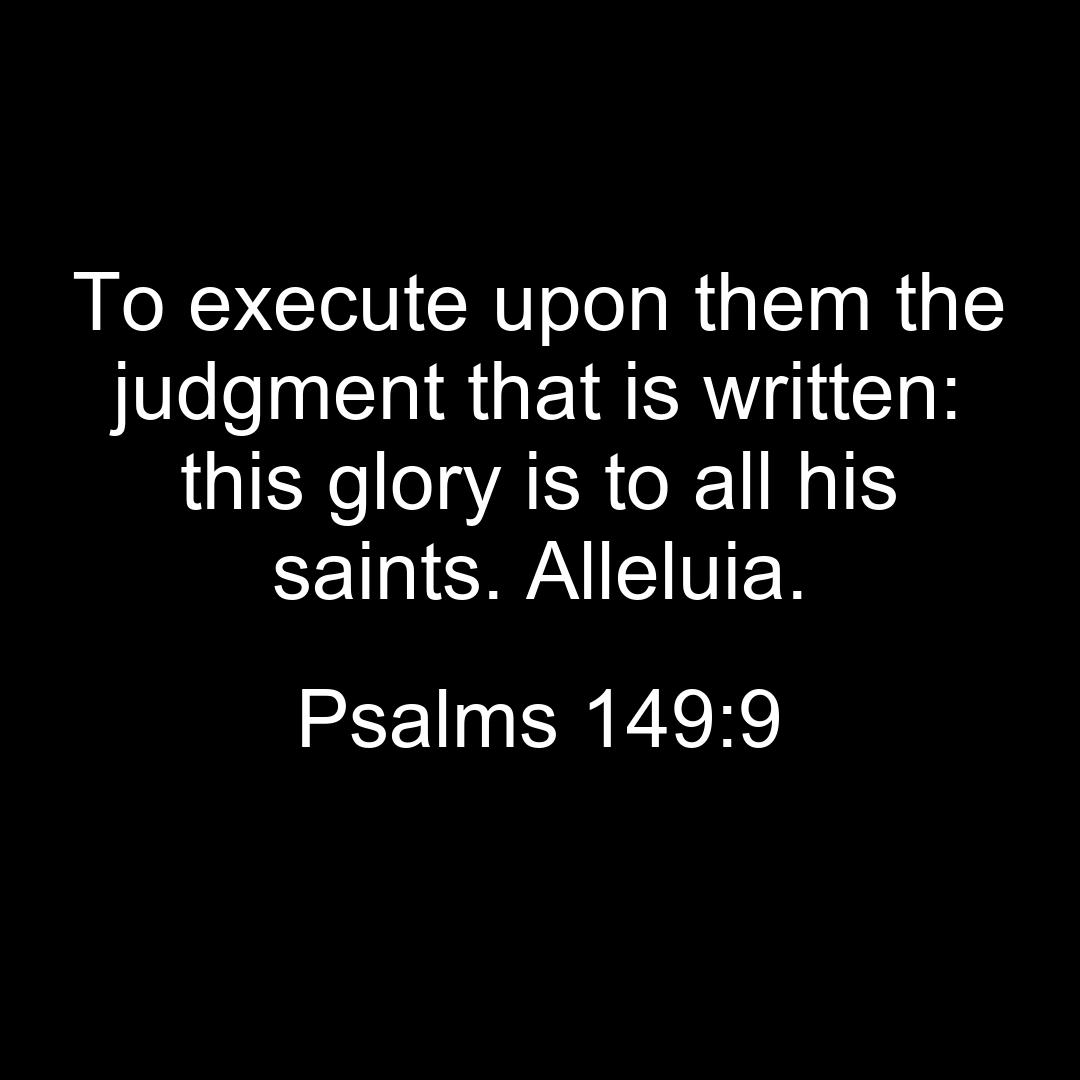 To execute upon them the
judgment that is written:
this glory is to all his
saints. Alleluia.
Psalms 149:9